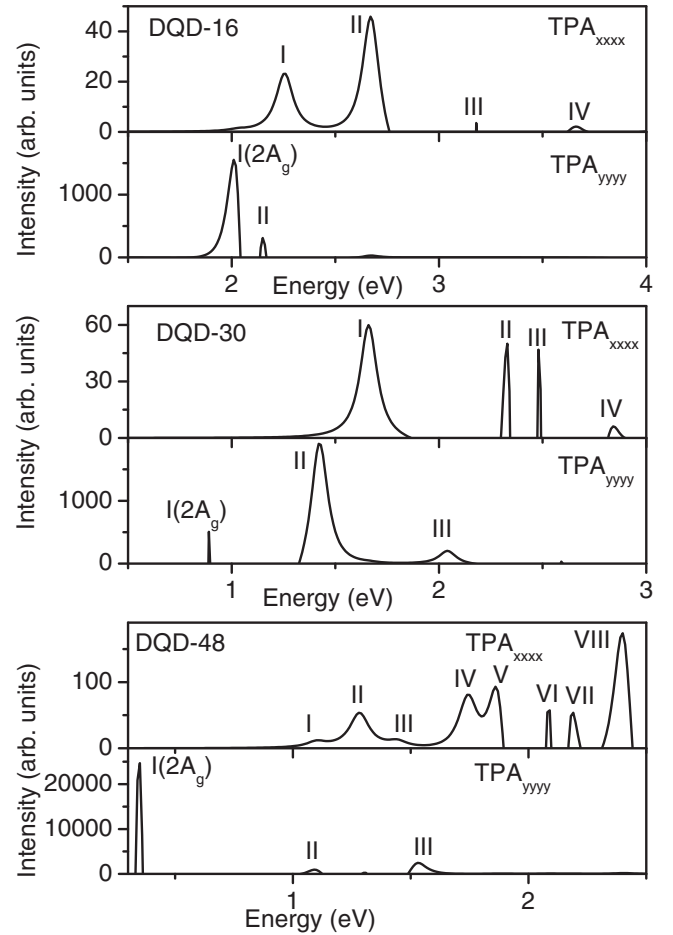 DQD-16
TPAxxxx
I
II
III
IV
40
20
0
I(2Ag)
II
TPAyyyy
1000
0
2
3
4
Energy (eV)
Intensity (arb. units)
DQD-30
TPAxxxx
I
II
III
IV
60
30
0
I(2Ag)
II
III
TPAyyyy
1000
0
1
2
3
Energy (eV)
Intensity (arb. units)
DQD-48
TPAxxxx
I
II
III
IV
V
VI
VII
VIII
100
0
I(2Ag)
II
III
TPAyyyy
20000
10000
0
1
2
Energy (eV)
Intensity (arb. units)